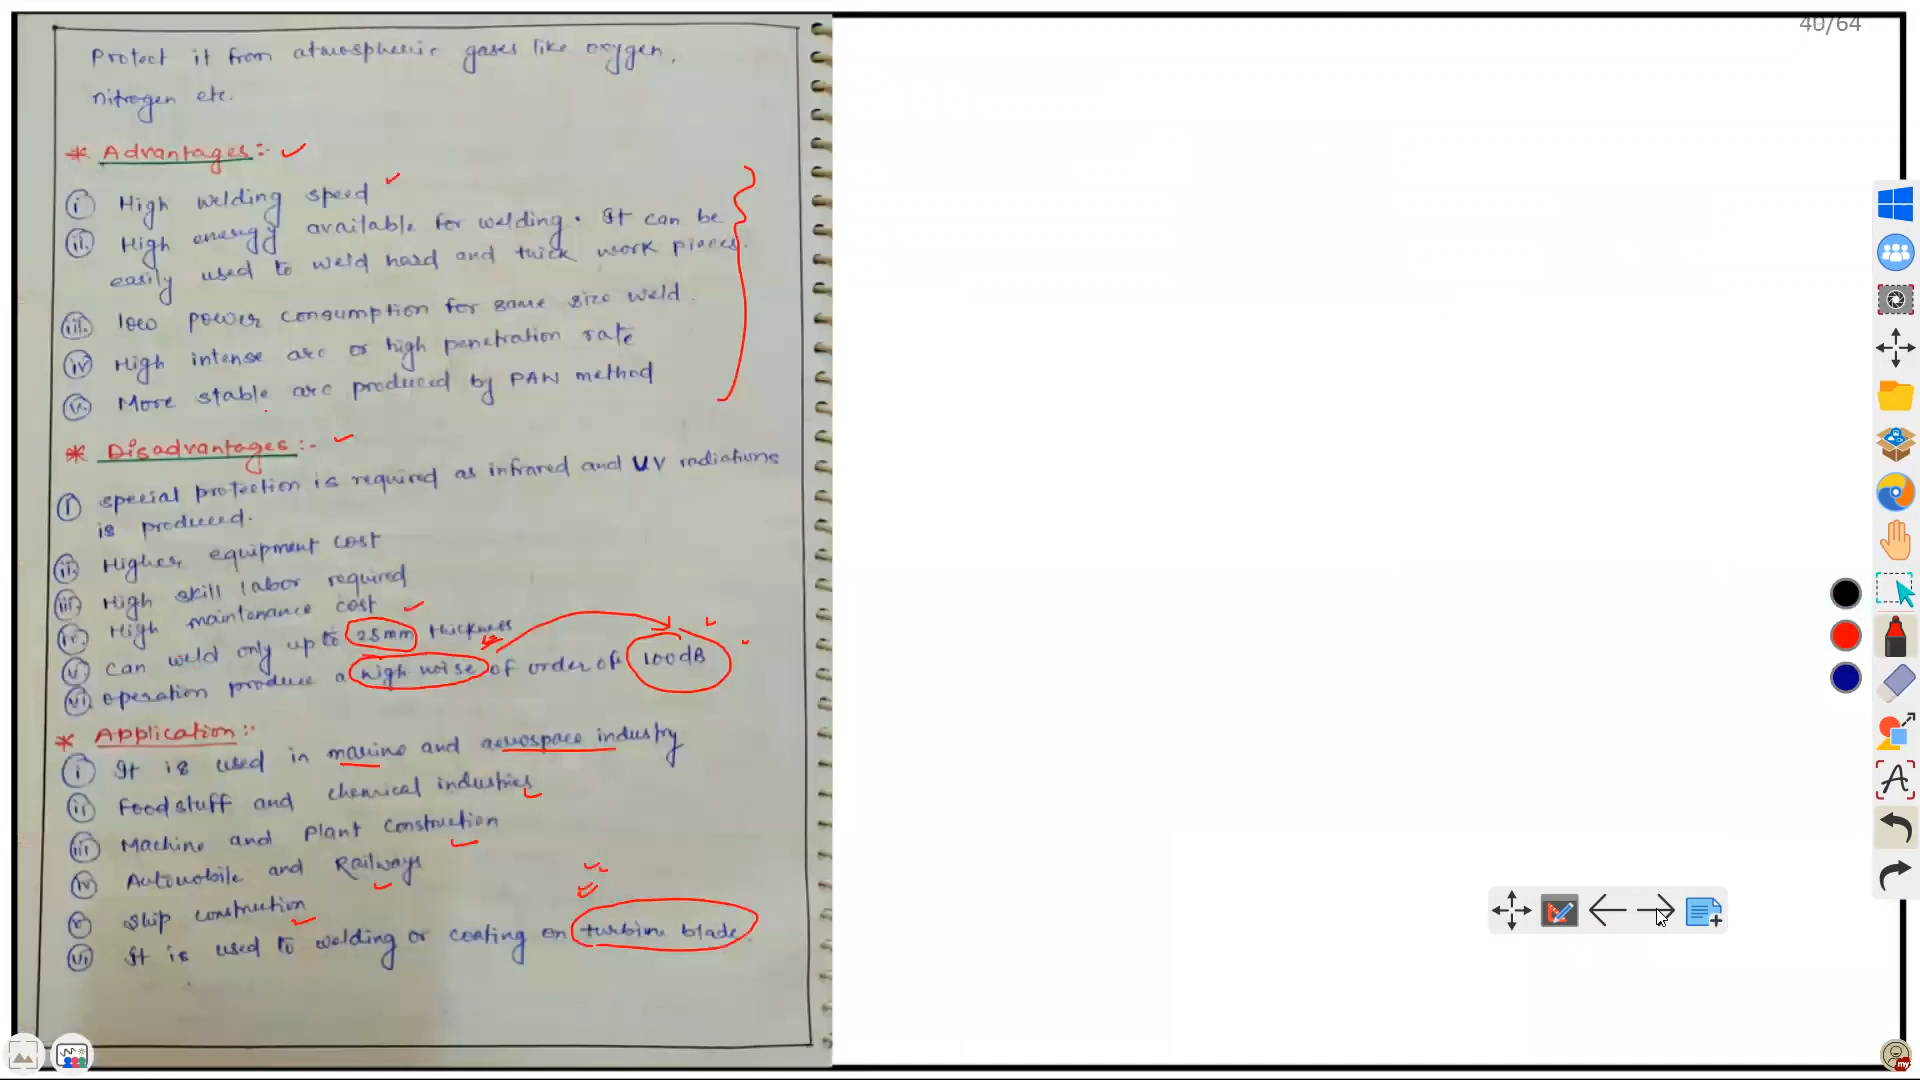 40/64
Protect it from atmospheric gases like oxygen,
nitrogen etc.
* Advantages:-
(i) High welding speed
(ii) High energy available for welding. It can be
easily used to weld hard and thick work pieces.
(iii) low power consumption for same size weld.
(iv) High intense arc or high penetration rate
(v) More stable arc produced by PAW method
* Disadvantages:-
(i) special protection is required as infrared and UV radiations
is produced.
(ii) Higher equipment cost
(iii) High skill labor required
(iv) High maintenance cost
(v) can weld only up to 25mm thickness
(vi) operation produce a high noise of order of 100dB
* Application:-
(i) It is used in marine and aerospace industry
(ii) Food stuff and chemical industries
(iii) Machine and plant construction
(iv) Automobile and Railways
(v) Ship construction
(vi) It is used to welding or coating on turbine blade.